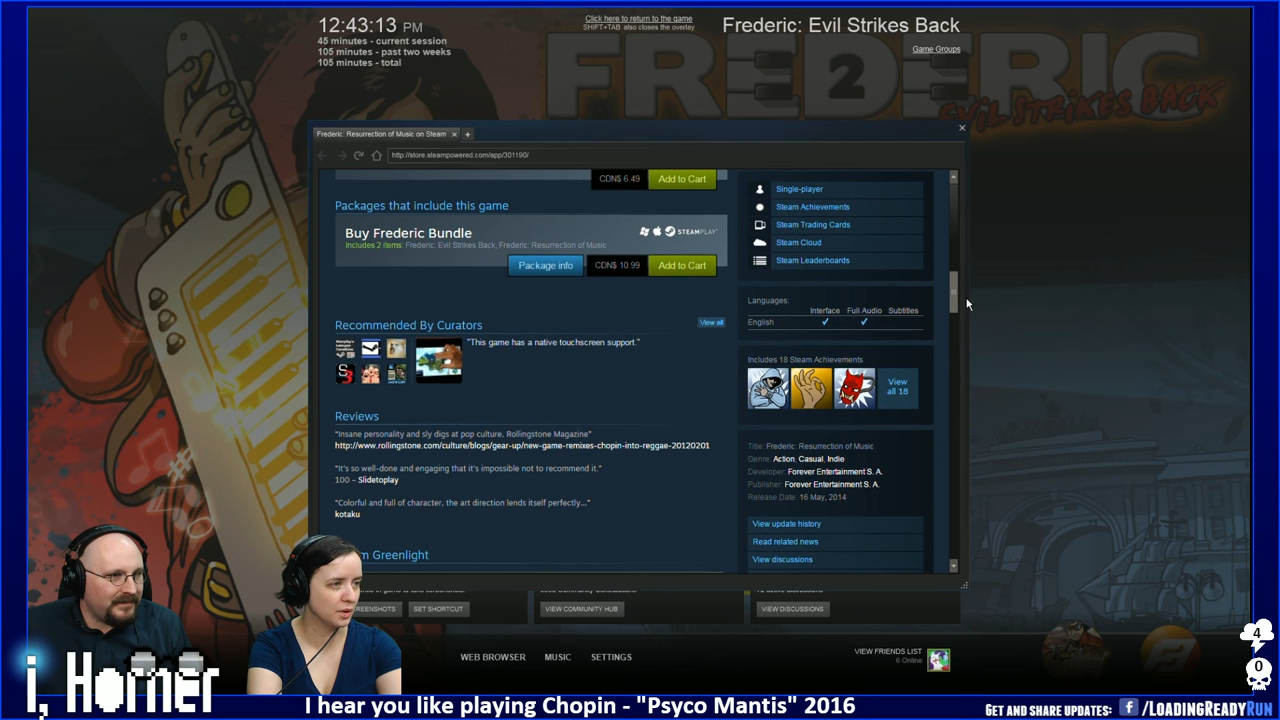 12:43:13 PM
45 minutes - current session
105 minutes - past two weeks
105 minutes - total
Click here to return to the game
SHIFT+TAB also closes the overlay
Frederic: Evil Strikes Back
Game Groups
FREDERIC
2
EVIL STRIKES BACK
Frederic: Resurrection of Music on Steam
http://store.steampowered.com/app/301190/
CDN$ 6.49
Add to Cart
Packages that include this game
Buy Frederic Bundle
STEAMPLAY
Includes 2 items: Frederic: Evil Strikes Back, Frederic: Resurrection of Music
Package info
CDN$ 10.99
Add to Cart
Recommended By Curators
View all
"This game has a native touchscreen support."
Reviews
"Insane personality and sly digs at pop culture, Rollingstone Magazine"
http://www.rollingstone.com/culture/blogs/gear-up/new-game-remixes-chopin-into-reggae-20120201
"It's so well-done and engaging that it's impossible not to recommend it."
100 – Slidetoplay
"Colorful and full of character, the art direction lends itself perfectly..."
kotaku
m Greenlight
Single-player
Steam Achievements
Steam Trading Cards
Steam Cloud
Steam Leaderboards
Languages:
Interface Full Audio Subtitles
English
Includes 18 Steam Achievements
View
all 18
Title: Frederic: Resurrection of Music
Genre: Action, Casual, Indie
Developer: Forever Entertainment S. A.
Publisher: Forever Entertainment S. A.
Release Date: 16 May, 2014
View update history
Read related news
View discussions
REENSHOTS
SET SHORTCUT
VIEW COMMUNITY HUB
VIEW DISCUSSIONS
WEB BROWSER
MUSIC
SETTINGS
VIEW FRIENDS LIST
6 Online
4
0
i, Horner
I hear you like playing Chopin - "Psyco Mantis" 2016
Get and share updates: f /LoadingReadyRun